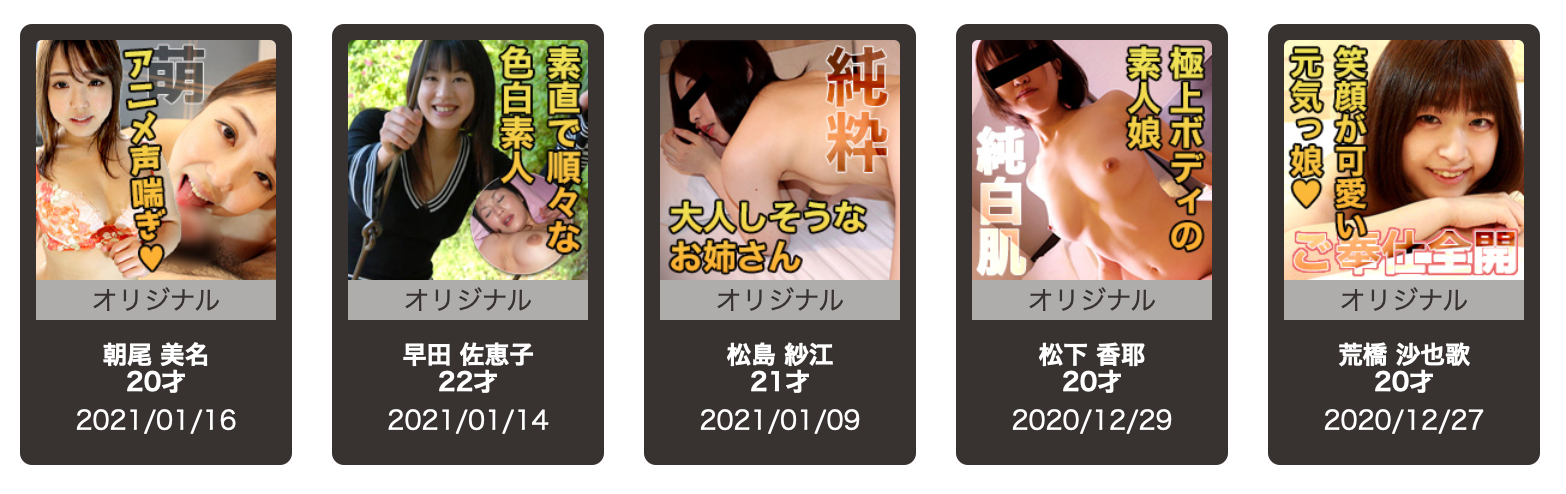 萌
アニメ声喘ぎ♥
オリジナル
朝尾 美名
20才
2021/01/16
素直で順々な
色白素人
オリジナル
早田 佐恵子
22才
2021/01/14
純粋
大人しそうな
お姉さん
オリジナル
松島 紗江
21才
2021/01/09
極上ボディの
素人娘
純白肌
オリジナル
松下 香耶
20才
2020/12/29
笑顔が可愛い
元気っ娘♥
ご奉仕全開
オリジナル
荒橋 沙也歌
20才
2020/12/27